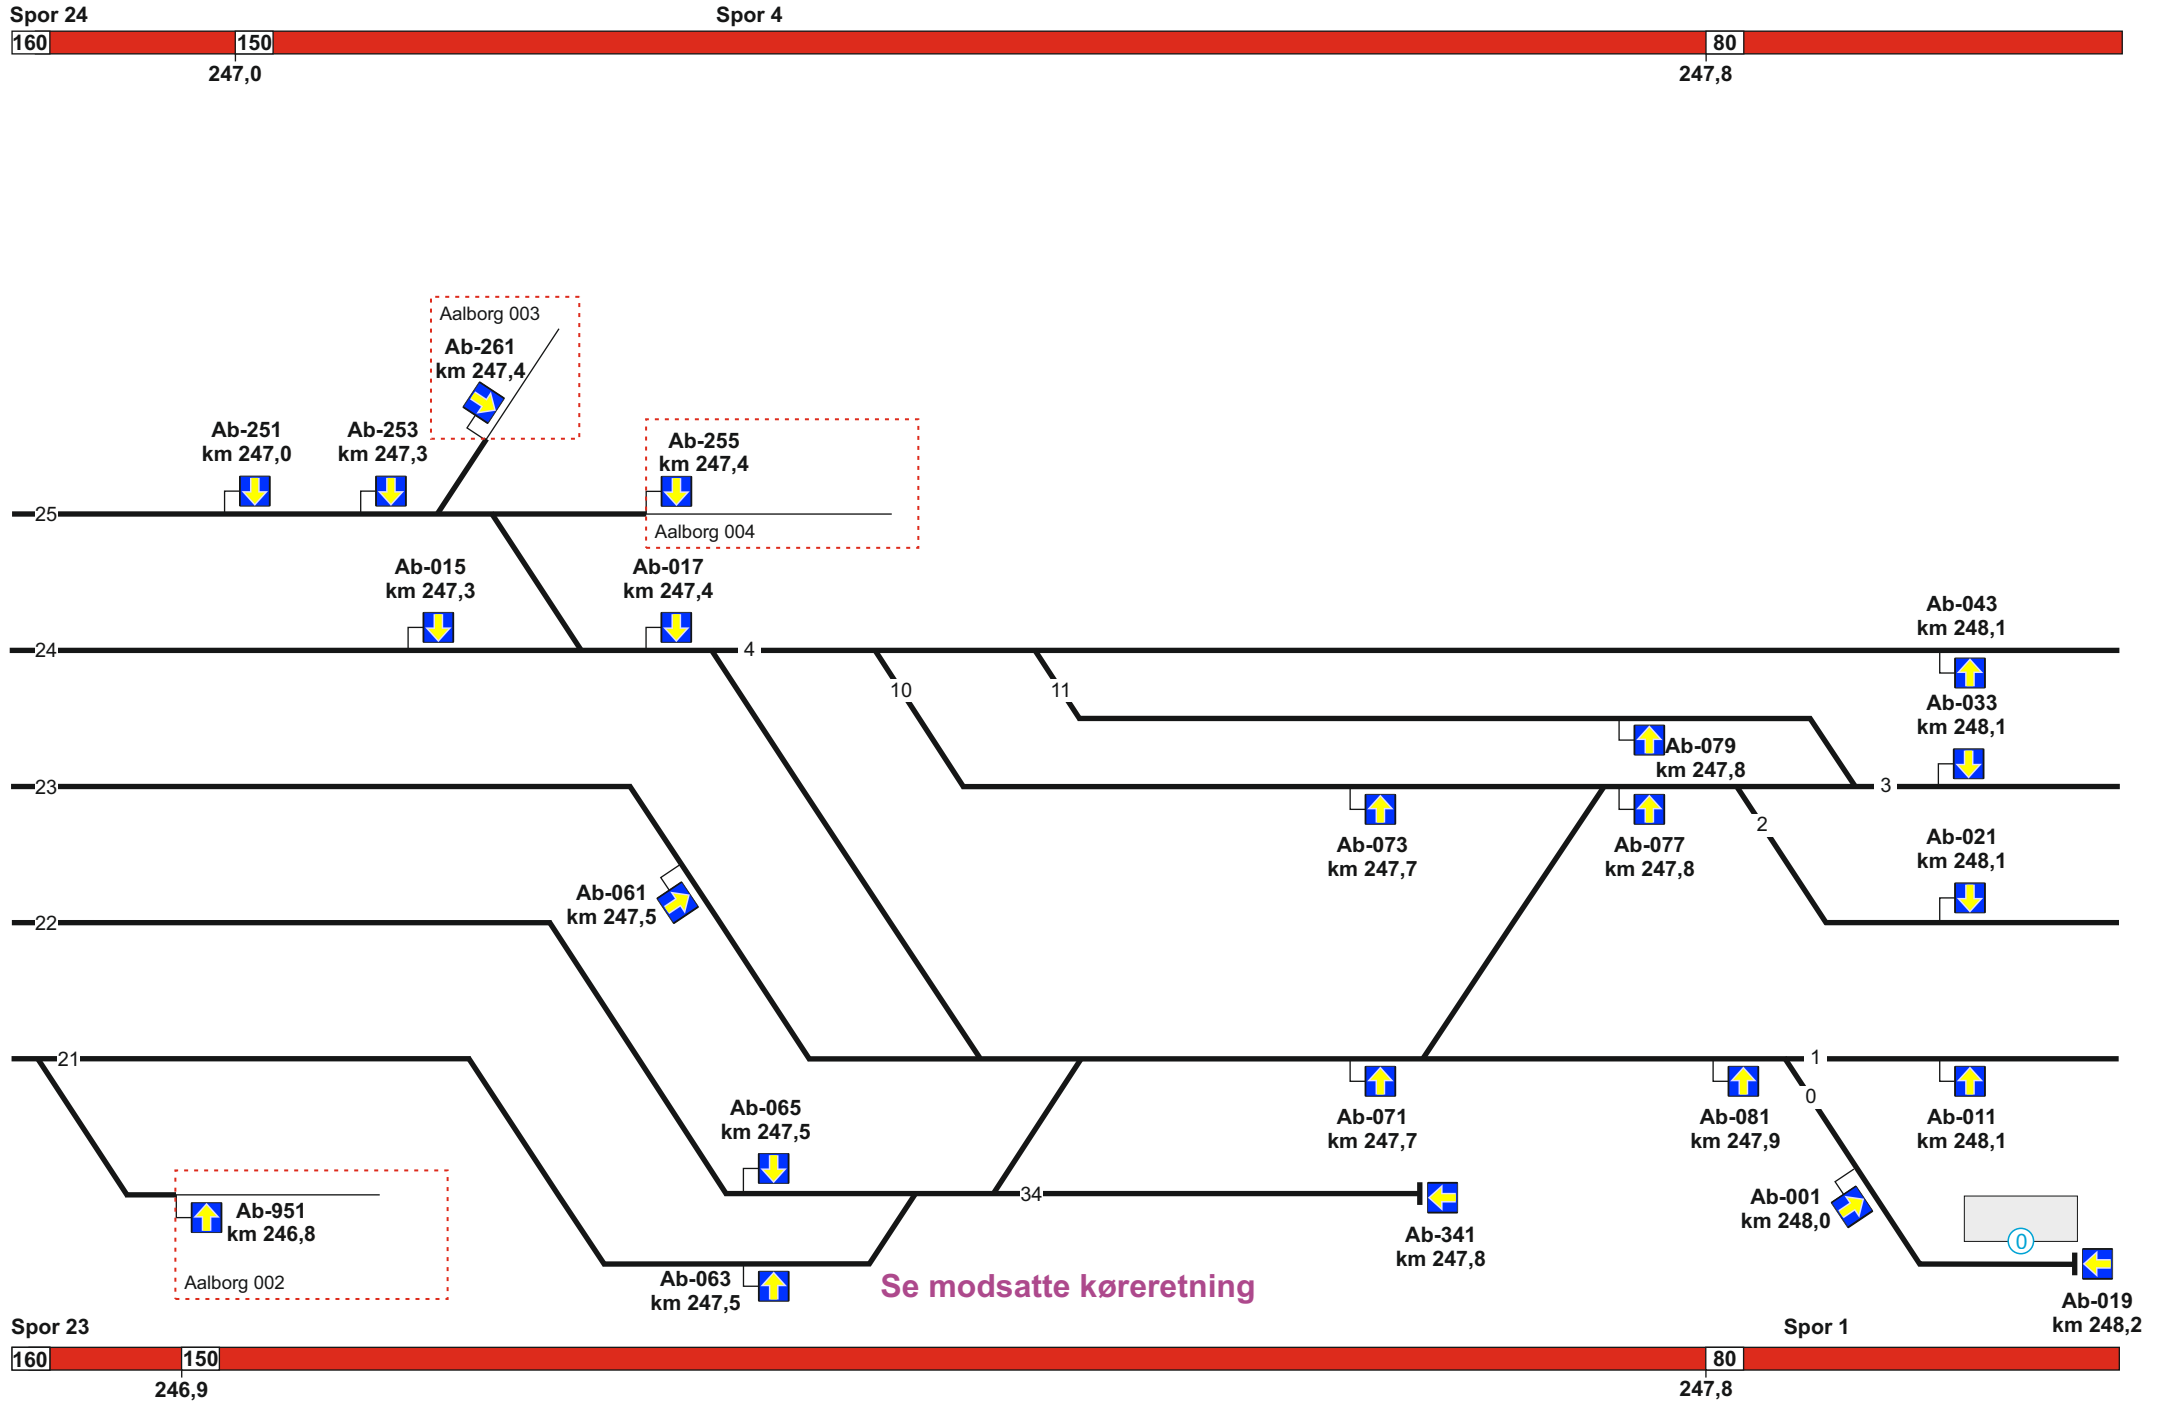 Spor 24
Spor 4
160
150
80
247,0
247,8
Aalborg 003
Ab-261
km 247,4
Ab-251
km 247,0
Ab-253
km 247,3
Ab-255
km 247,4
25
Aalborg 004
Ab-015
km 247,3
Ab-017
km 247,4
Ab-043
km 248,1
24
4
10
11
Ab-033
km 248,1
Ab-079
km 247,8
23
3
2
Ab-073
km 247,7
Ab-077
km 247,8
Ab-021
km 248,1
Ab-061
km 247,5
22
21
1
0
Ab-065
km 247,5
Ab-071
km 247,7
Ab-081
km 247,9
Ab-011
km 248,1
34
Ab-951
km 246,8
Ab-001
km 248,0
Ab-341
km 247,8
0
Aalborg 002
Ab-063
km 247,5
Se modsatte køreretning
Ab-019
km 248,2
Spor 23
Spor 1
160
150
80
246,9
247,8